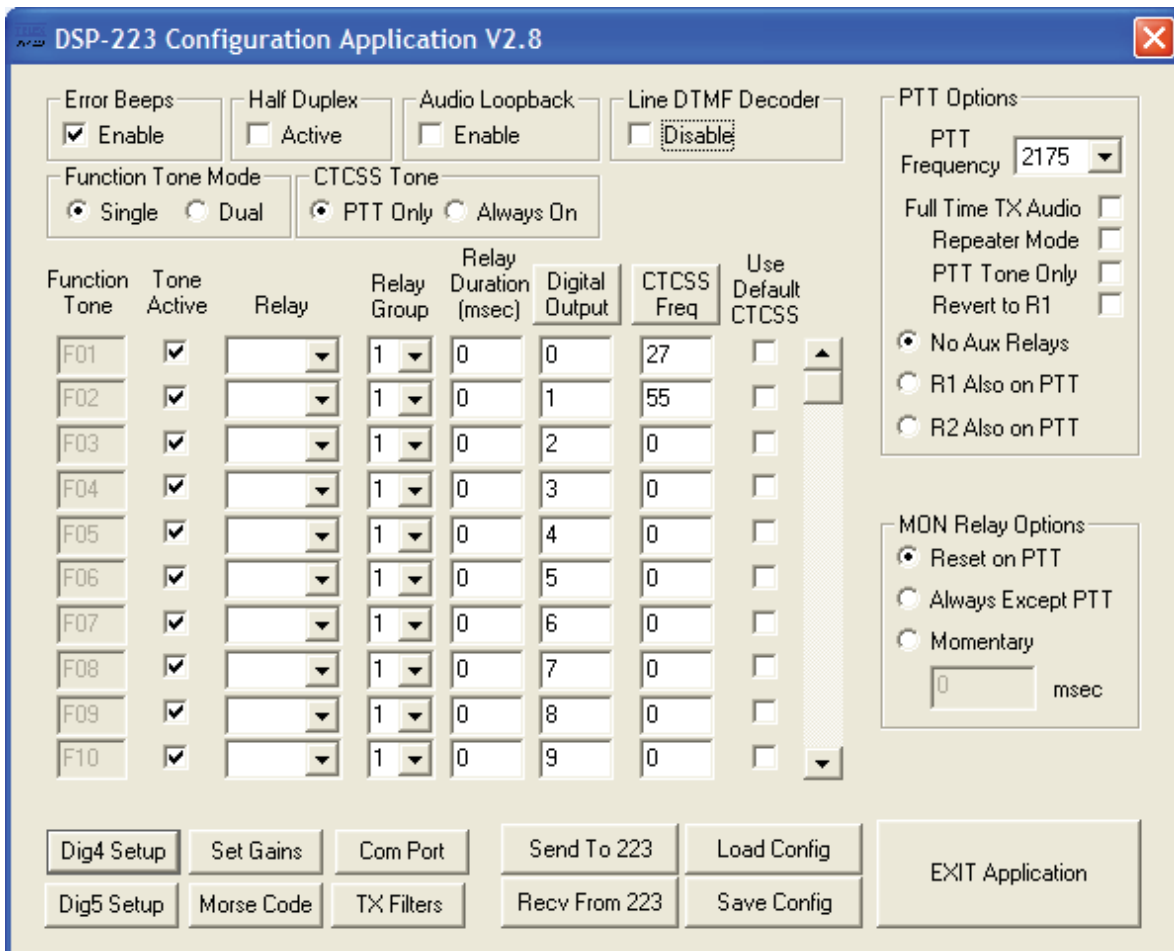 DSP-223 Configuration Application V2.8
Error Beeps
Enable
Half Duplex
Active
Audio Loopback
Enable
Line DTMF Decoder
Disable
Function Tone Mode
Single Dual
CTCSS Tone
PTT Only Always On
Function Tone
Tone Active
Relay
Relay Group
Relay Duration (msec)
Digital Output
CTCSS Freq
Use Default CTCSS
F01 1 0 0 27
F02 1 0 1 55
F03 1 0 2 0
F04 1 0 3 0
F05 1 0 4 0
F06 1 0 5 0
F07 1 0 6 0
F08 1 0 7 0
F09 1 0 8 0
F10 1 0 9 0
PTT Options
PTT Frequency 2175
Full Time TX Audio
Repeater Mode
PTT Tone Only
Revert to R1
No Aux Relays
R1 Also on PTT
R2 Also on PTT
MON Relay Options
Reset on PTT
Always Except PTT
Momentary
0 msec
Dig4 Setup Set Gains Com Port Send To 223 Load Config
Dig5 Setup Morse Code TX Filters Recv From 223 Save Config
EXIT Application